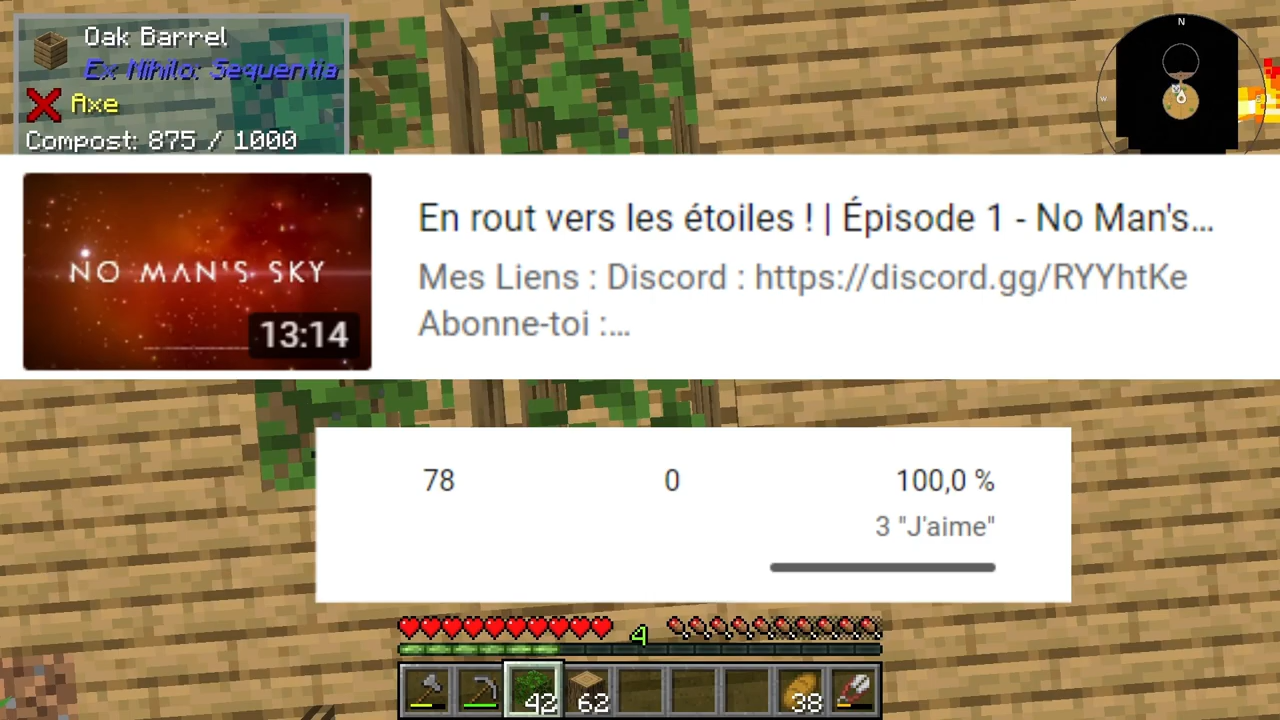 Oak Barrel
Ex Nihilo: Sequentia
Axe
Compost: 875 / 1000
N
W
NO MAN'S SKY
13:14
En rout vers les étoiles ! | Épisode 1 - No Man's...
Mes Liens : Discord : https://discord.gg/RYYhtKe
Abonne-toi :...
78 0 100,0 %
3 "J'aime"
4
42 62 38